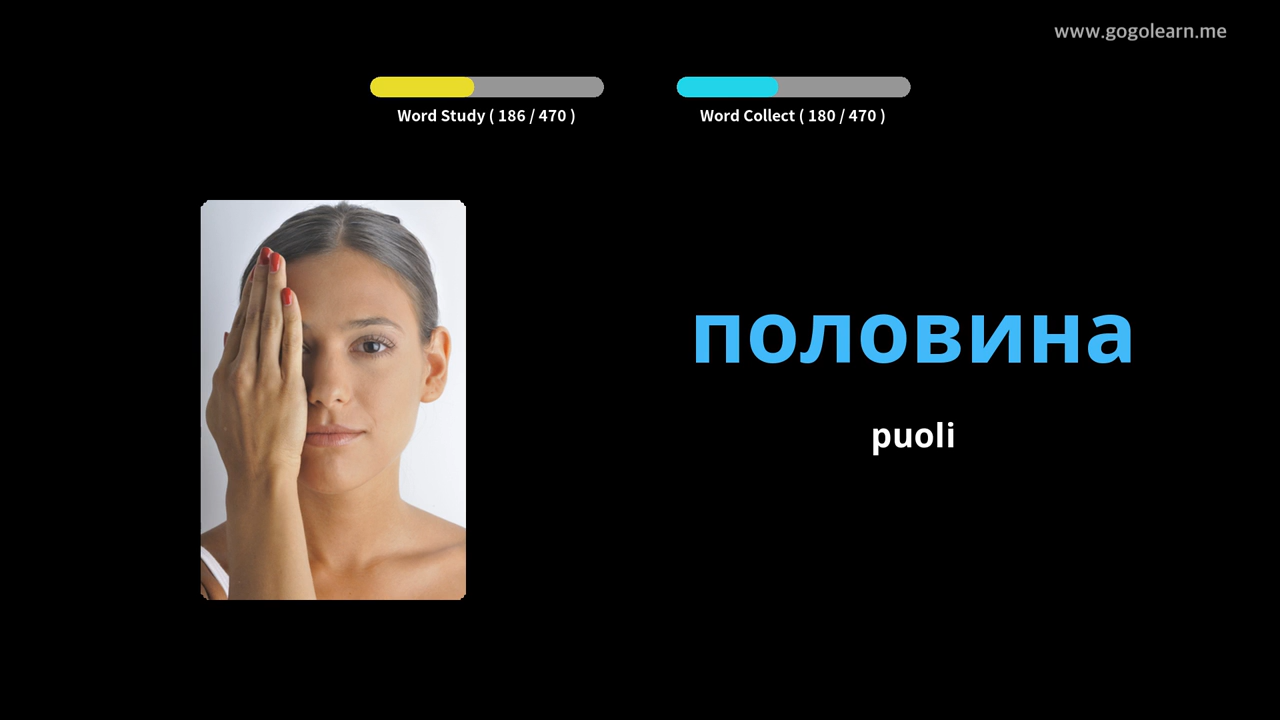 www.gogolearn.me
Word Study ( 186 / 470 )
Word Collect ( 180 / 470 )
половина
puoli